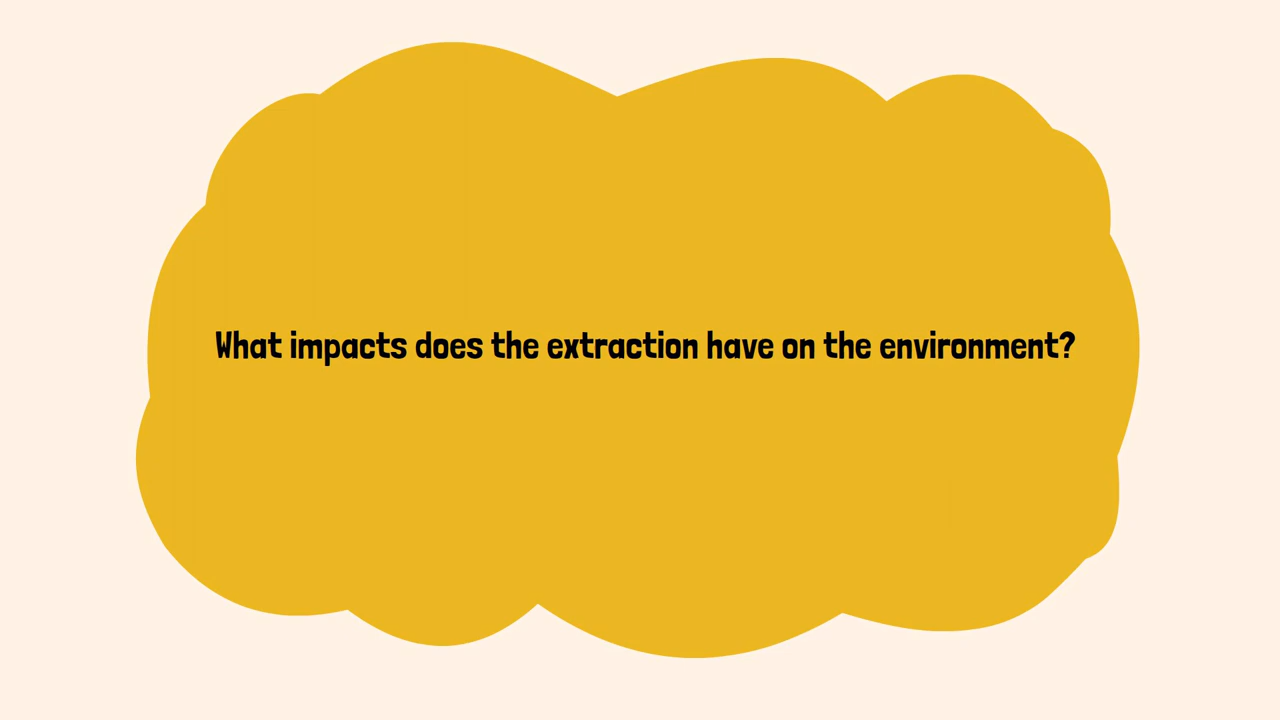 What impacts does the extraction have on the environment?